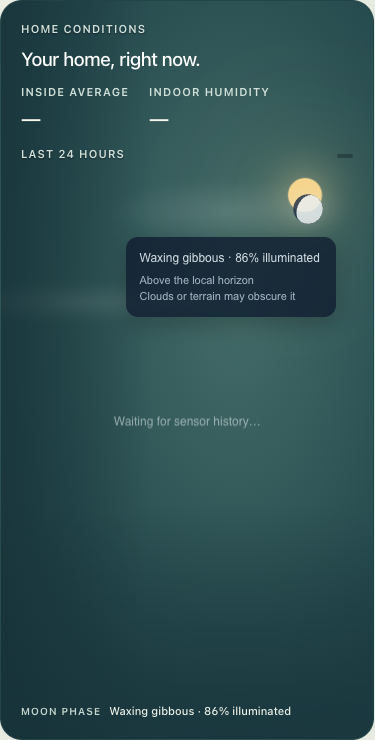 HOME CONDITIONS
Your home, right now.
INSIDE AVERAGE INDOOR HUMIDITY
— —
LAST 24 HOURS
Waxing gibbous · 86% illuminated
Above the local horizon
Clouds or terrain may obscure it
Waiting for sensor history…
MOON PHASE Waxing gibbous · 86% illuminated